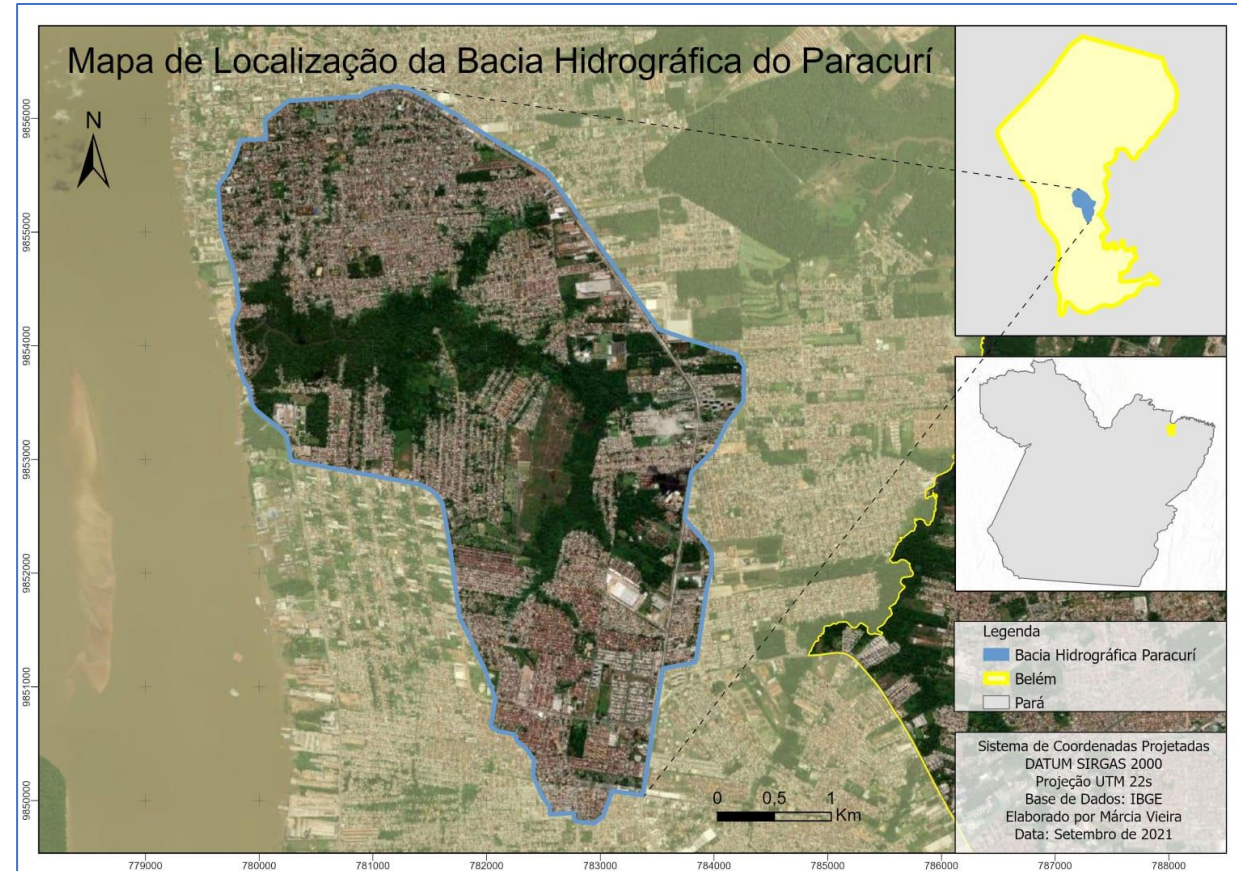 Mapa de Localização da Bacia Hidrográfica do Paracurí
N
9856000
9855000
9854000
9853000
9852000
9851000
9850000
0 0,5 1
Km
779000 780000 781000 782000 783000 784000 785000 786000 787000 788000
Legenda
Bacia Hidrográfica Paracurí
Belém
Pará
Sistema de Coordenadas Projetadas
DATUM SIRGAS 2000
Projeção UTM 22s
Base de Dados: IBGE
Elaborado por Márcia Vieira
Data: Setembro de 2021